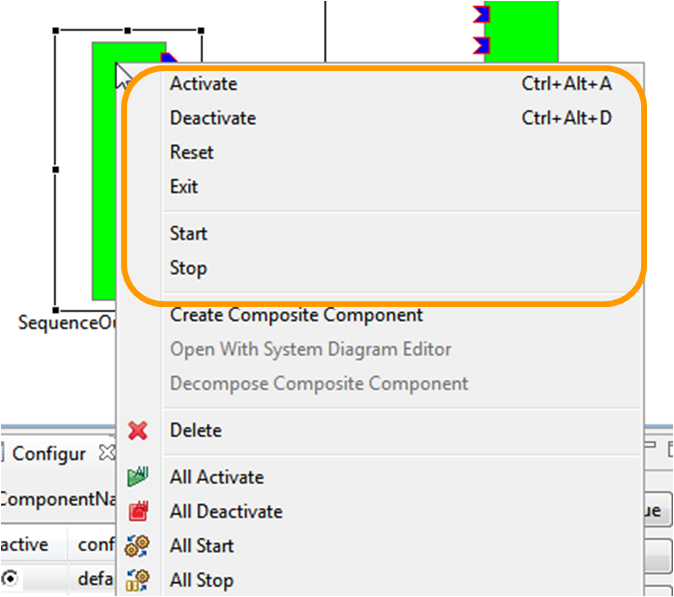 Activate Ctrl+Alt+A
Deactivate Ctrl+Alt+D
Reset
Exit
Start
Stop
Create Composite Component
SequenceOu
Open With System Diagram Editor
Decompose Composite Component
Delete
Configur
All Activate
ComponentNa
All Deactivate
ue
active conf
All Start
defa
All Stop